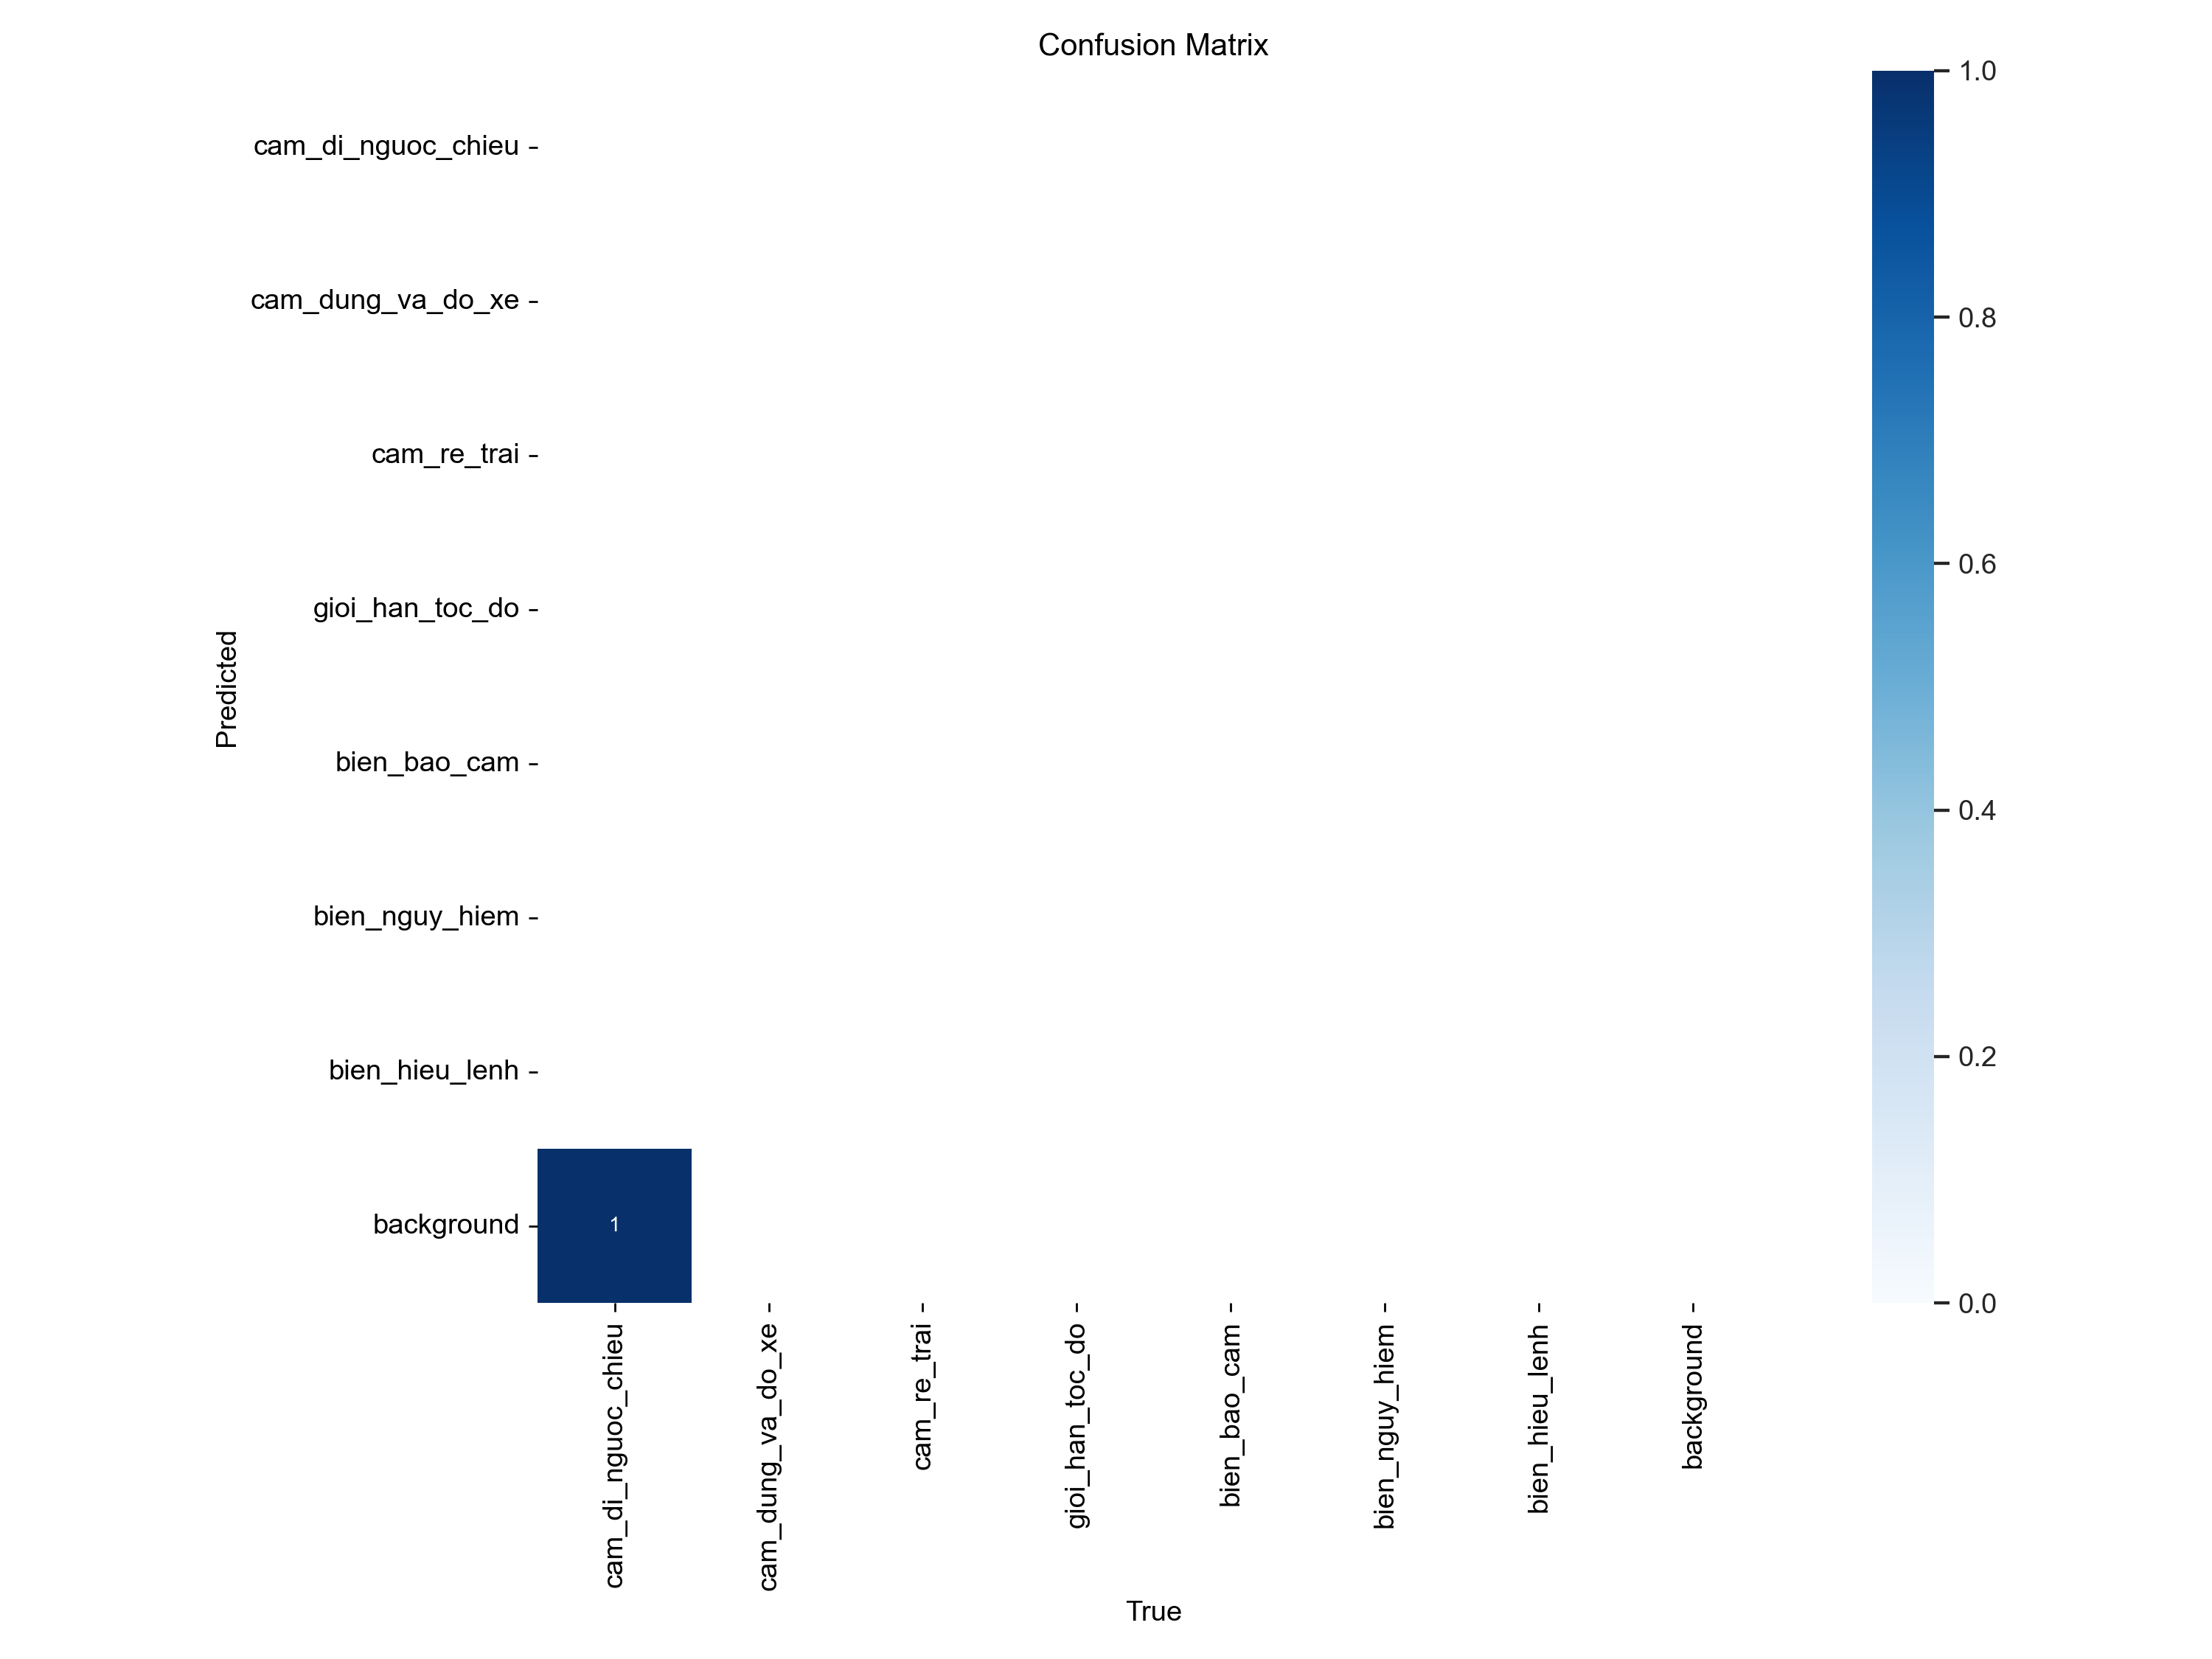 Confusion Matrix
Predicted
cam_di_nguoc_chieu
cam_dung_va_do_xe
cam_re_trai
gioi_han_toc_do
bien_bao_cam
bien_nguy_hiem
bien_hieu_lenh
background
1
cam_di_nguoc_chieu
cam_dung_va_do_xe
cam_re_trai
gioi_han_toc_do
bien_bao_cam
bien_nguy_hiem
bien_hieu_lenh
background
True
1.0
0.8
0.6
0.4
0.2
0.0